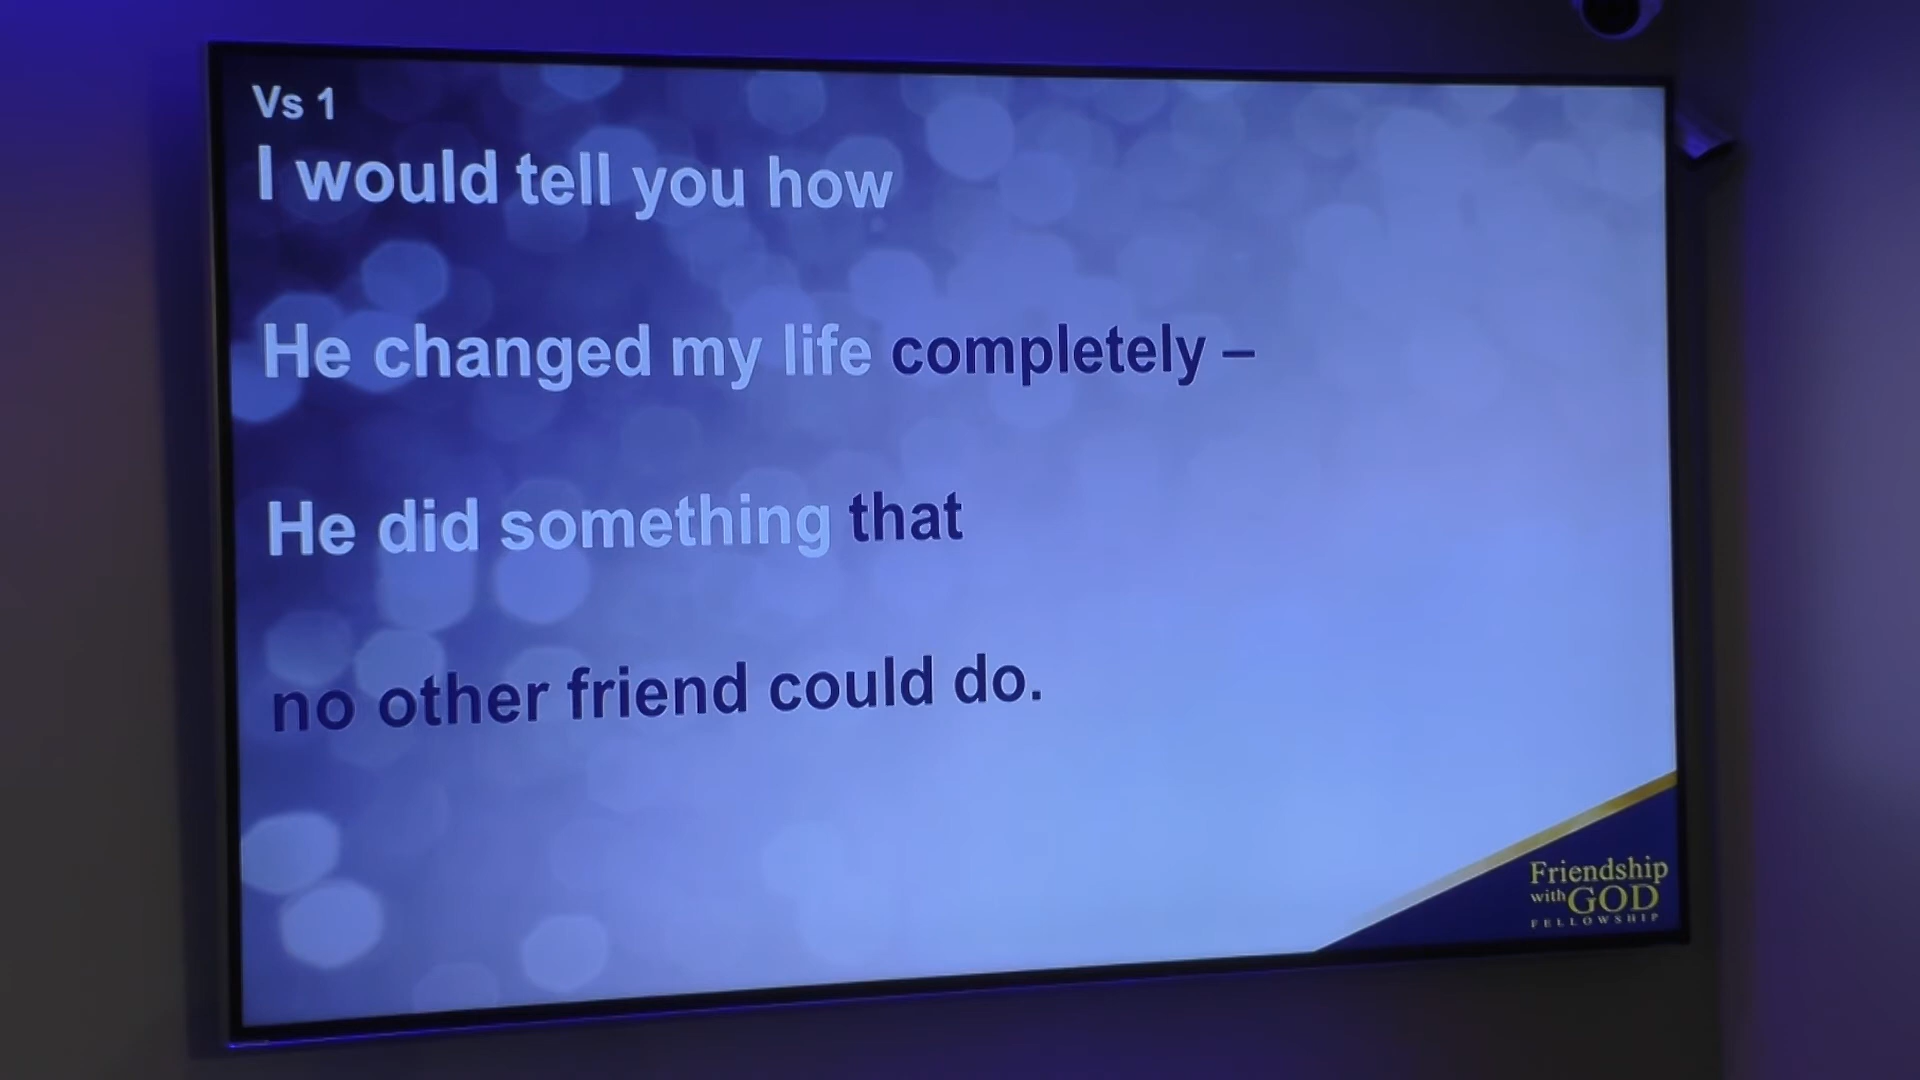 Vs 1
I would tell you how
He changed my life completely –
He did something that
no other friend could do.
Friendship
with GOD
FELLOWSHIP